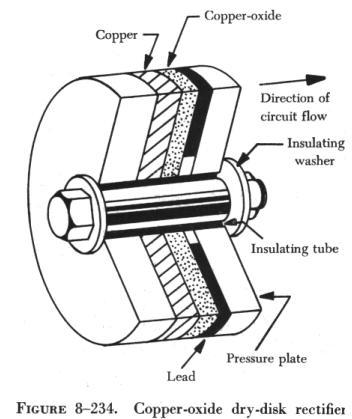 Copper-oxide
Copper
Direction of
circuit flow
Insulating
washer
Insulating tube
Pressure plate
Lead
FIGURE 8–234. Copper-oxide dry-disk rectifier